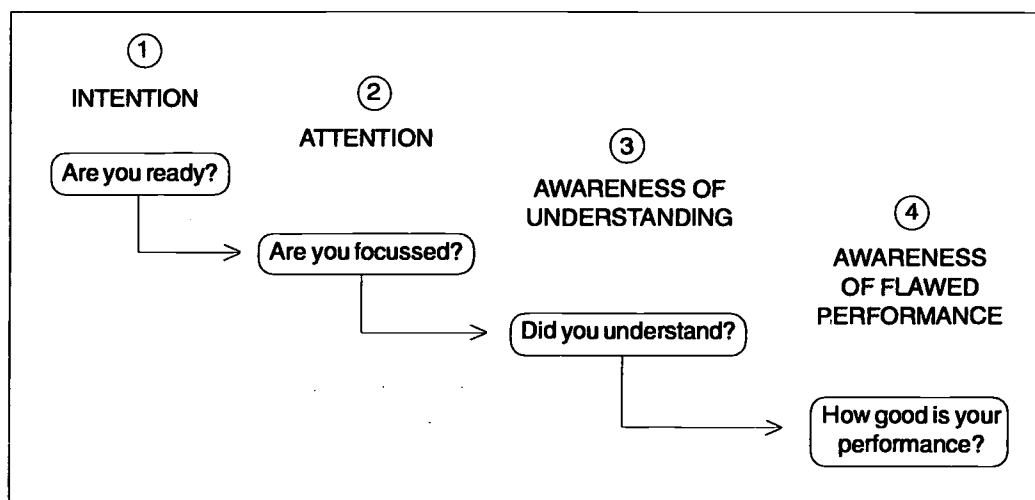 1
INTENTION
Are you ready?
2
ATTENTION
Are you focussed?
3
AWARENESS OF
UNDERSTANDING
Did you understand?
4
AWARENESS
OF FLAWED
PERFORMANCE
How good is your
performance?